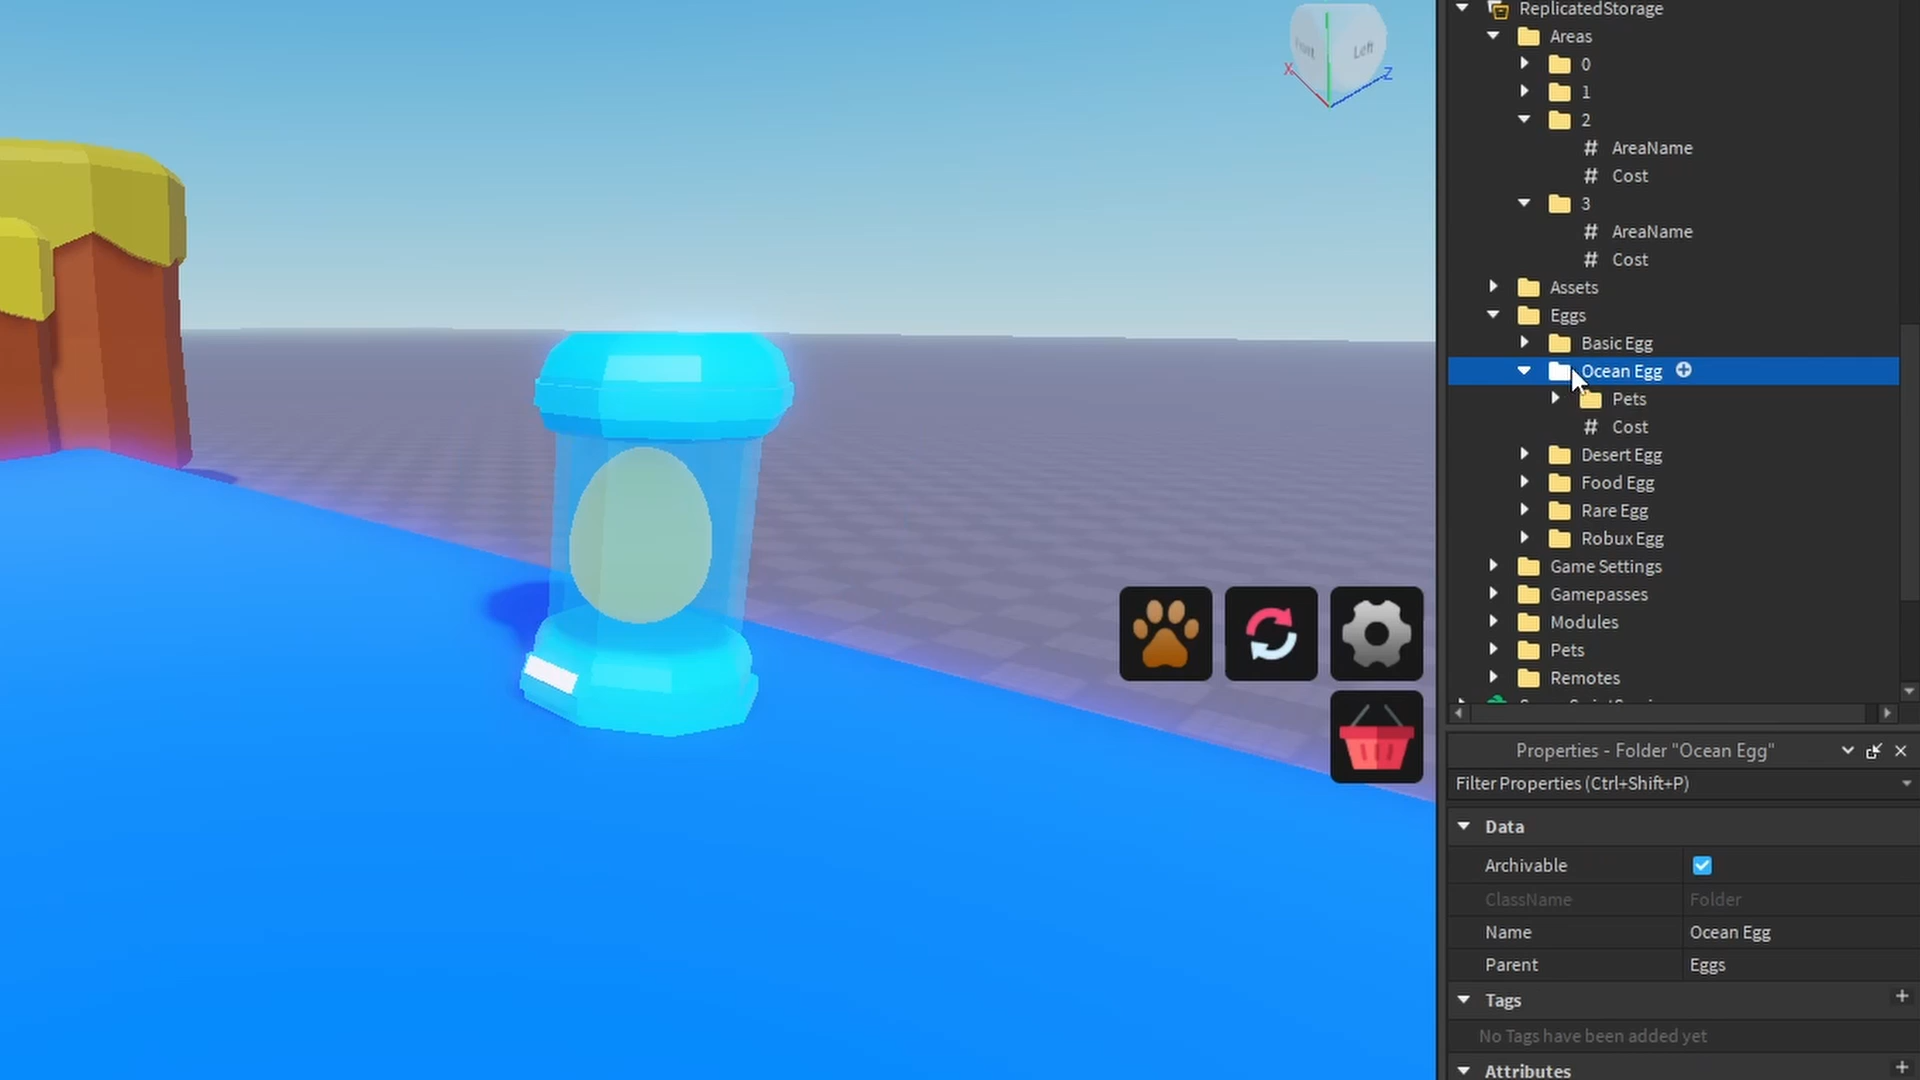 Left
X
Z
ReplicatedStorage
Areas
0
1
2
# AreaName
# Cost
3
# AreaName
# Cost
Assets
Eggs
Basic Egg
Ocean Egg
Pets
# Cost
Desert Egg
Food Egg
Rare Egg
Robux Egg
Game Settings
Gamepasses
Modules
Pets
Remotes
Properties - Folder "Ocean Egg"
Filter Properties (Ctrl+Shift+P)
Data
Archivable
ClassName Folder
Name Ocean Egg
Parent Eggs
Tags
No Tags have been added yet
Attributes